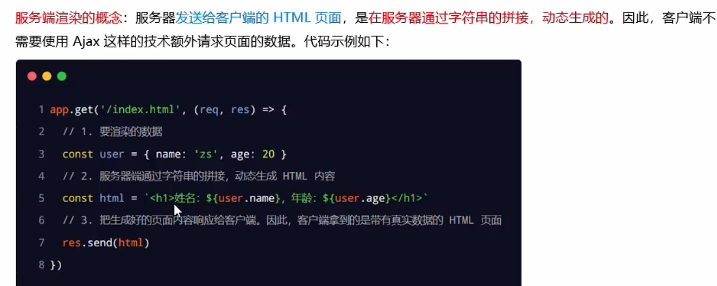 服务端渲染的概念：服务器发送给客户端的 HTML 页面，是在服务器通过字符串的拼接，动态生成的。因此，客户端不
需要使用 Ajax 这样的技术额外请求页面的数据。代码示例如下：
1 app.get('/index.html', (req, res) => {
2 // 1. 要渲染的数据
3 const user = { name: 'zs', age: 20 }
4 // 2. 服务器端通过字符串的拼接，动态生成 HTML 内容
5 const html = `<h1>姓名：${user.name}，年龄：${user.age}</h1>`
6 // 3. 把生成好的页面内容响应给客户端。因此，客户端拿到的是带有真实数据的 HTML 页面
7 res.send(html)
8 })